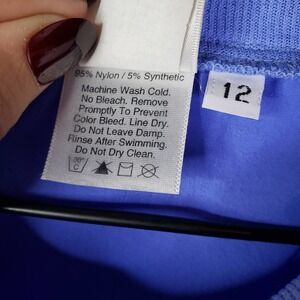 95% Nylon / 5% Synthetic
Machine Wash Cold.
No Bleach. Remove
Promptly To Prevent
Color Bleed. Line Dry.
Do Not Leave Damp.
Rinse After Swimming.
Do Not Dry Clean.
30°
C
12